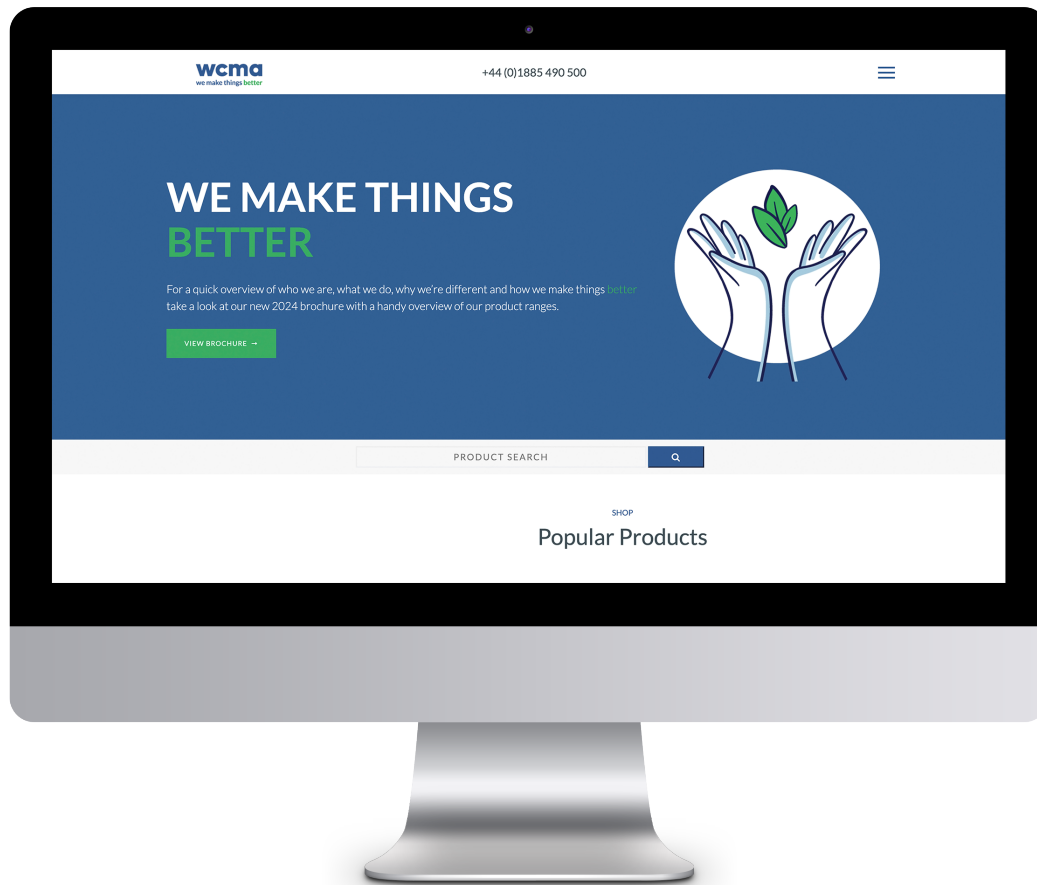 wcma
we make things better
+44 (0)1885 490 500
WE MAKE THINGS
BETTER
For a quick overview of who we are, what we do, why we're different and how we make things better
take a look at our new 2024 brochure with a handy overview of our product ranges.
VIEW BROCHURE →
PRODUCT SEARCH
SHOP
Popular Products